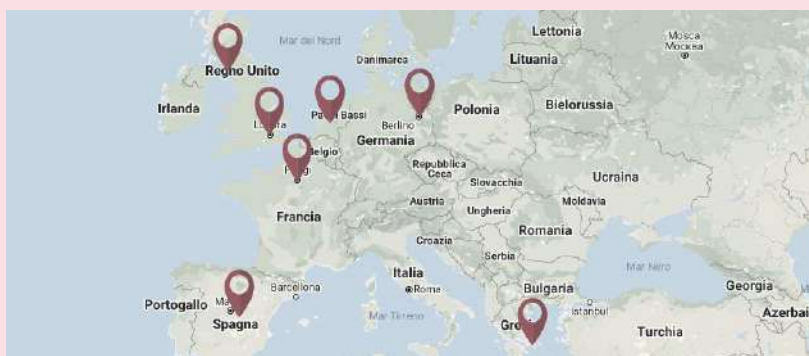 Lettonia
Mosca
Москва
Mar del Nord
Danimarca
Lituania
Regno Unito
Irlanda
Bielorussia
Polonia
Berlino
Germania
Repubblica
Ceca
Ucraina
Slovacchia
Moldavia
Austria
Ungheria
Francia
Romania
Croazia
Serbia
Italia
Mar Nero
Barcellona
Roma
Bulgaria
Georgia
Portogallo
Spagna
Mar Tirreno
Istanbul
Turchia